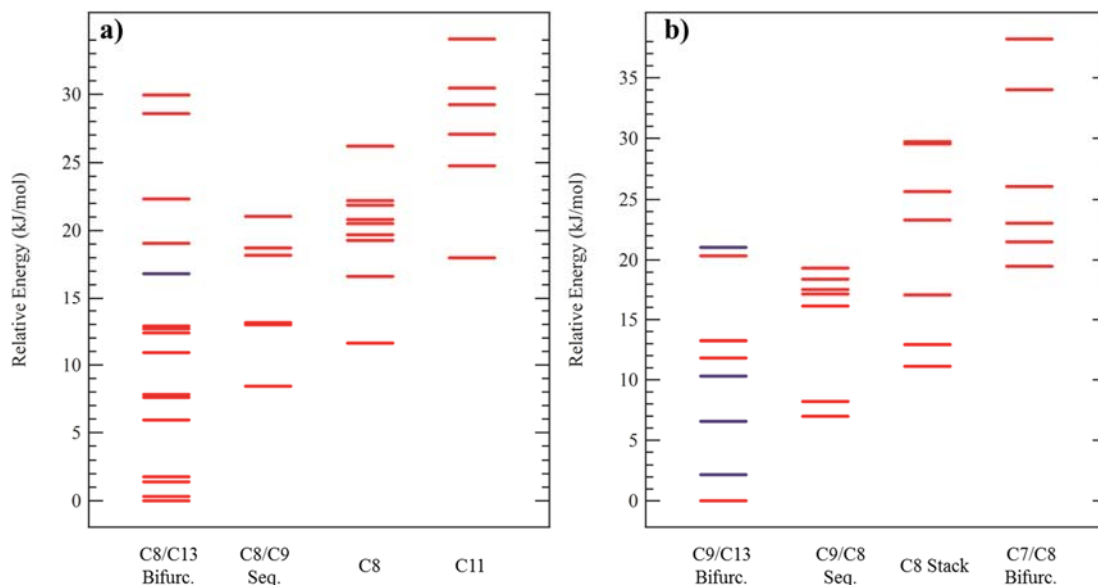 a)
Relative Energy (kJ/mol)
30
25
20
15
10
5
0
C8/C13
Bifurc.
C8/C9
Seq.
C8
C11
b)
Relative Energy (kJ/mol)
35
30
25
20
15
10
5
0
C9/C13
Bifurc.
C9/C8
Seq.
C8 Stack
C7/C8
Bifurc.